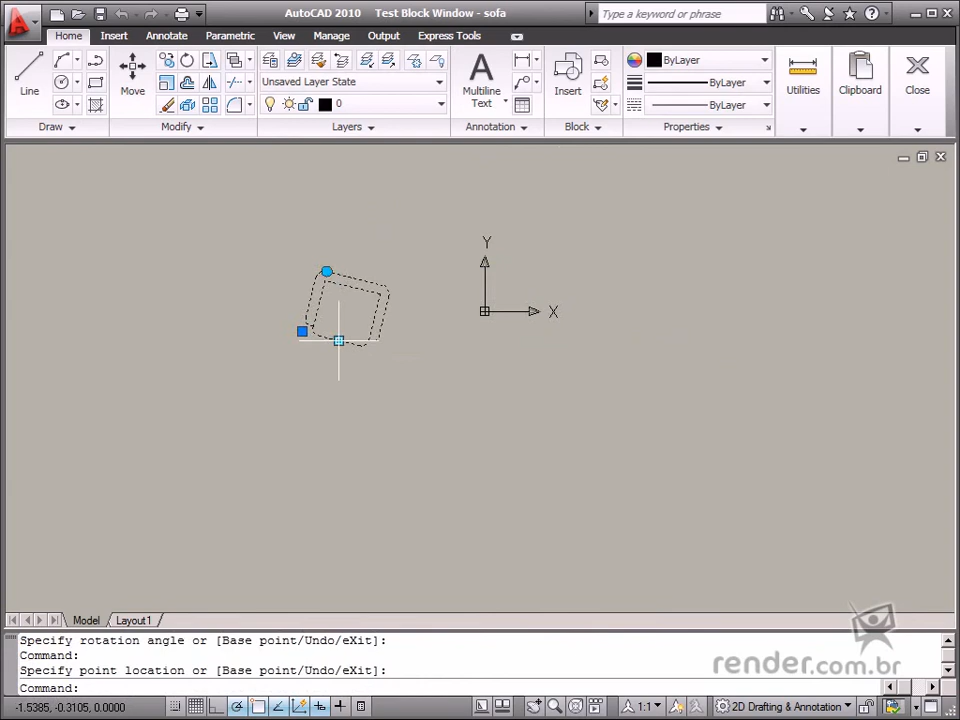 AutoCAD 2010 Test Block Window - sofa
Type a keyword or phrase
Home Insert Annotate Parametric View Manage Output Express Tools
Line
Move
Unsaved Layer State
0
Multiline
Text
Insert
ByLayer
ByLayer
ByLayer
Utilities
Clipboard
Close
Draw Modify Layers Annotation Block Properties
Y
X
Model Layout1
Specify rotation angle or [Base point/Undo/eXit]:
Command:
Specify point location or [Base point/Undo/eXit]:
Command:
render.com.br
-1.5385, -0.3105, 0.0000
1:1
2D Drafting & Annotation